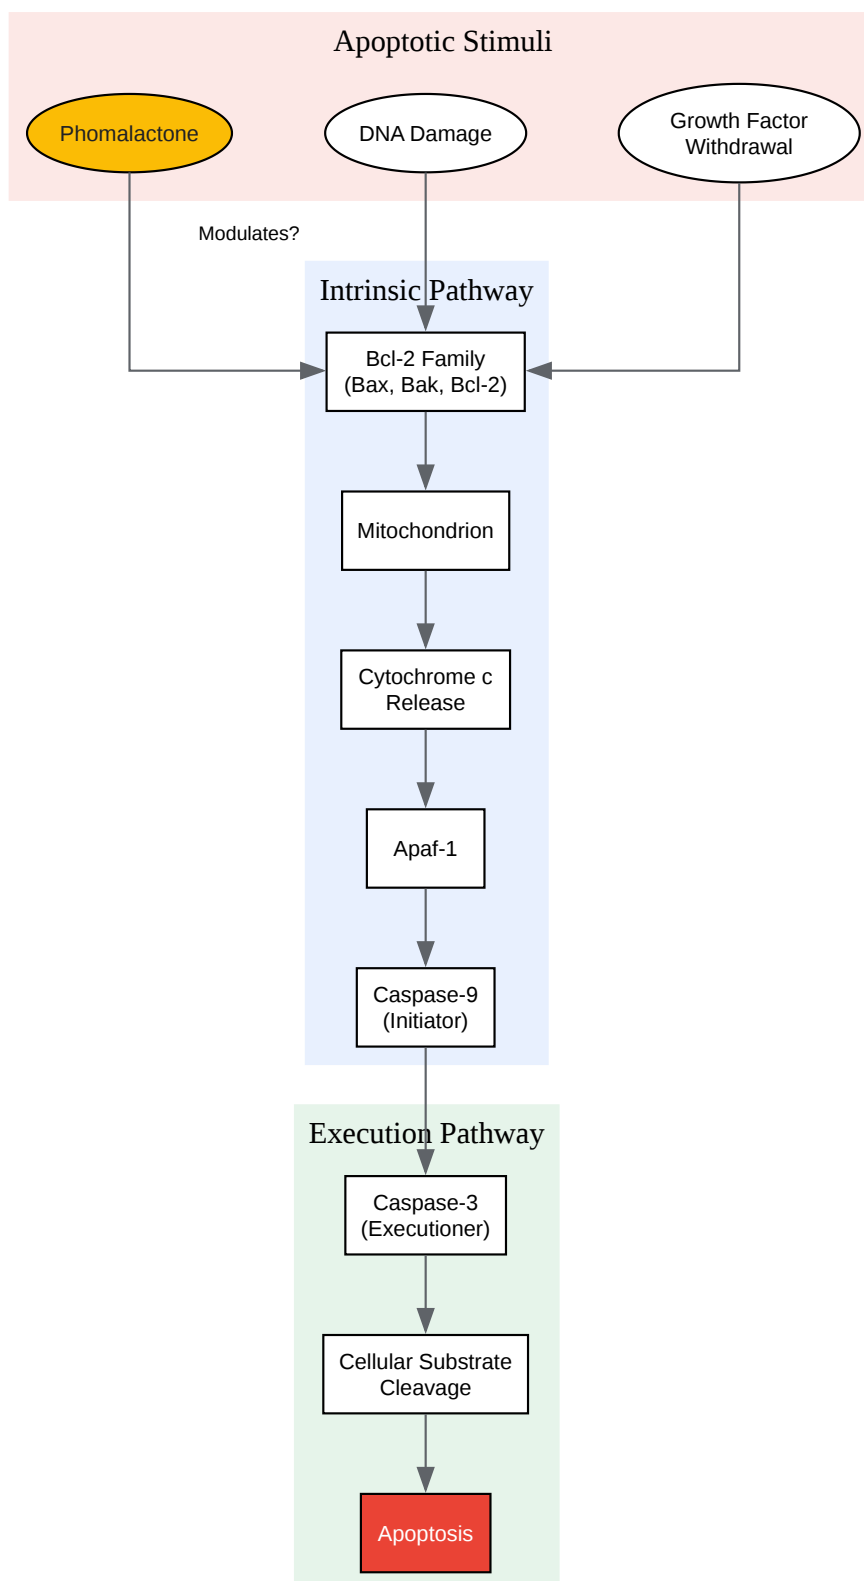 Apoptotic Stimuli
Phomalactone
DNA Damage
Growth Factor
Withdrawal
Modulates?
Intrinsic Pathway
Bcl-2 Family
(Bax, Bak, Bcl-2)
Mitochondrion
Cytochrome c
Release
Apaf-1
Caspase-9
(Initiator)
Execution Pathway
Caspase-3
(Executioner)
Cellular Substrate
Cleavage
Apoptosis